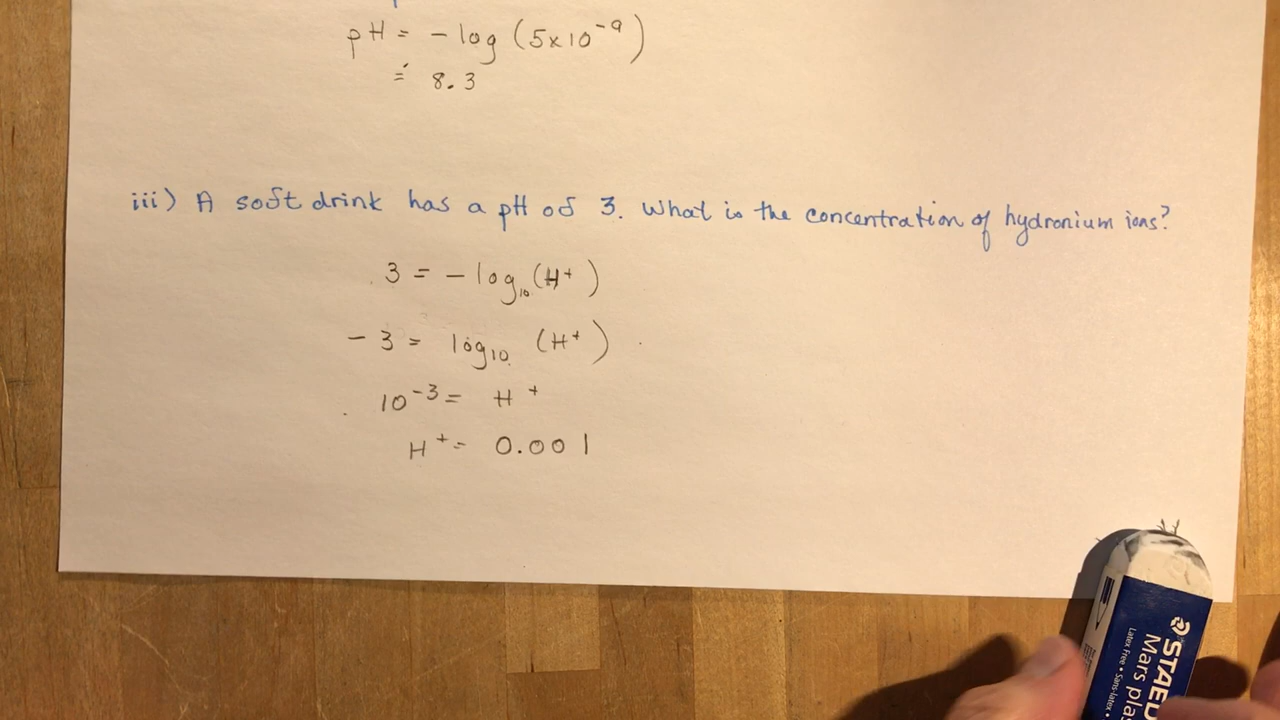 pH = - log (5x10⁻⁹)
≐ 8.3
iii) A soft drink has a pH of 3. What is the concentration of hydronium ions?
3 = - log₁₀ (H⁺)
- 3 = log₁₀ (H⁺)
10⁻³ = H⁺
H⁺ = 0.001
STAED
Mars pla
Latex Free • Sans-latex •